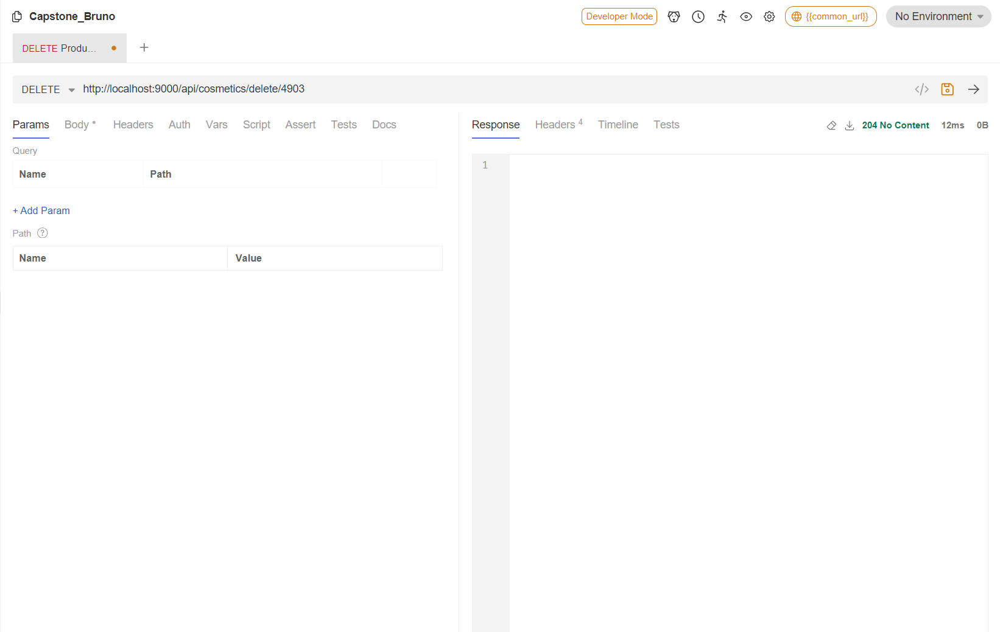 Capstone_Bruno
Developer Mode
{{common_url}}
No Environment
DELETE Produ...
DELETE http://localhost:9000/api/cosmetics/delete/4903
Params Body Headers Auth Vars Script Assert Tests Docs
Response Headers 4 Timeline Tests
204 No Content 12ms 0B
Query
Name Path
+ Add Param
Path ?
Name Value
1